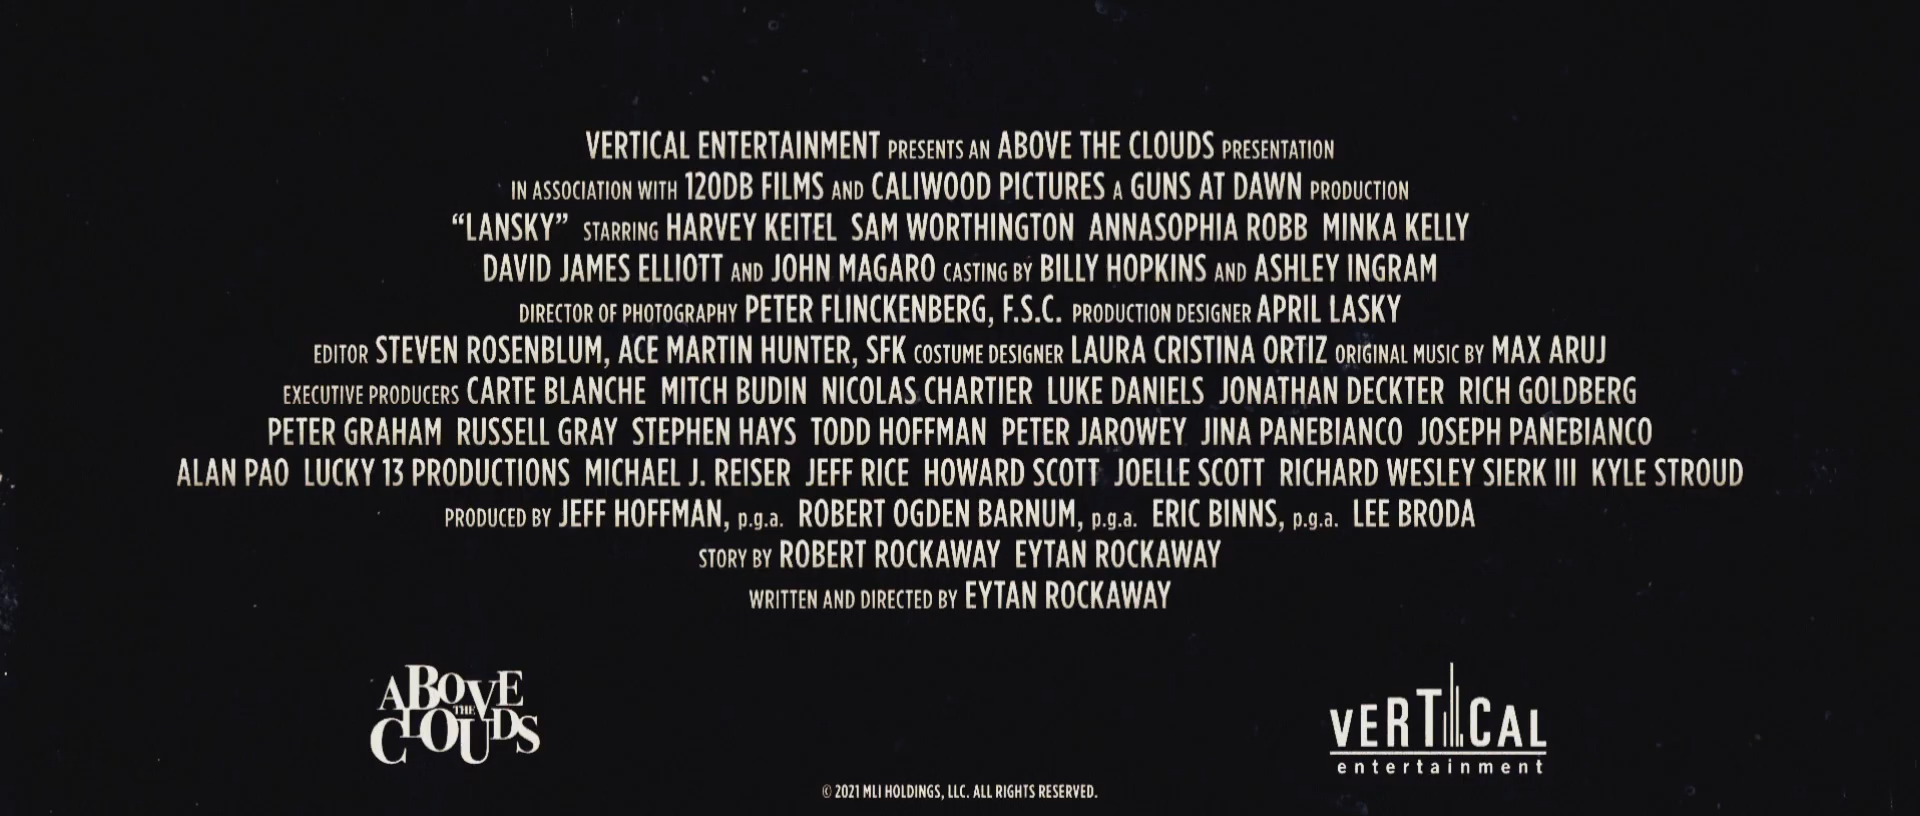 VERTICAL ENTERTAINMENT PRESENTS AN ABOVE THE CLOUDS PRESENTATION
IN ASSOCIATION WITH 120DB FILMS AND CALIWOOD PICTURES A GUNS AT DAWN PRODUCTION
“LANSKY” STARRING HARVEY KEITEL SAM WORTHINGTON ANNASOPHIA ROBB MINKA KELLY
DAVID JAMES ELLIOTT AND JOHN MAGARO CASTING BY BILLY HOPKINS AND ASHLEY INGRAM
DIRECTOR OF PHOTOGRAPHY PETER FLINCKENBERG, F.S.C. PRODUCTION DESIGNER APRIL LASKY
EDITOR STEVEN ROSENBLUM, ACE MARTIN HUNTER, SFK COSTUME DESIGNER LAURA CRISTINA ORTIZ ORIGINAL MUSIC BY MAX ARUJ
EXECUTIVE PRODUCERS CARTE BLANCHE MITCH BUDIN NICOLAS CHARTIER LUKE DANIELS JONATHAN DECKTER RICH GOLDBERG
PETER GRAHAM RUSSELL GRAY STEPHEN HAYS TODD HOFFMAN PETER JAROWEY JINA PANEBIANCO JOSEPH PANEBIANCO
ALAN PAO LUCKY 13 PRODUCTIONS MICHAEL J. REISER JEFF RICE HOWARD SCOTT JOELLE SCOTT RICHARD WESLEY SIERK III KYLE STROUD
PRODUCED BY JEFF HOFFMAN, p.g.a. ROBERT OGDEN BARNUM, p.g.a. ERIC BINNS, p.g.a. LEE BRODA
STORY BY ROBERT ROCKAWAY EYTAN ROCKAWAY
WRITTEN AND DIRECTED BY EYTAN ROCKAWAY
ABOVE
THE
CLOUDS
VERTICAL
entertainment
© 2021 MLI HOLDINGS, LLC. ALL RIGHTS RESERVED.